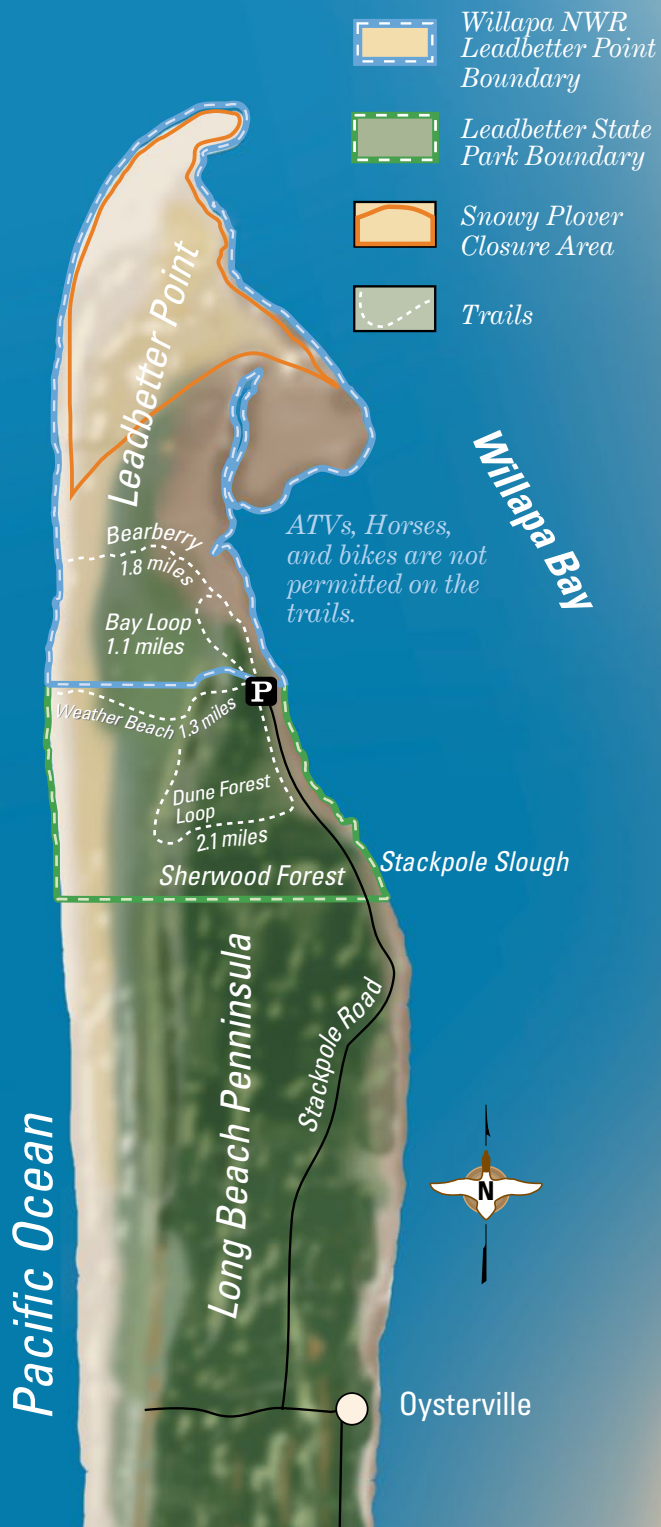 Willapa NWR
Leadbetter Point
Boundary
Leadbetter State
Park Boundary
Snowy Plover
Closure Area
Trails
Leadbetter Point
Willapa Bay
Bearberry
1.8 miles
ATVs, Horses,
and bikes are not
permitted on the
trails.
Bay Loop
1.1 miles
P
Weather Beach 1.3 miles
Dune Forest
Loop
2.1 miles
Sherwood Forest
Stackpole Slough
Long Beach Penninsula
Stackpole Road
Pacific Ocean
N
Oysterville